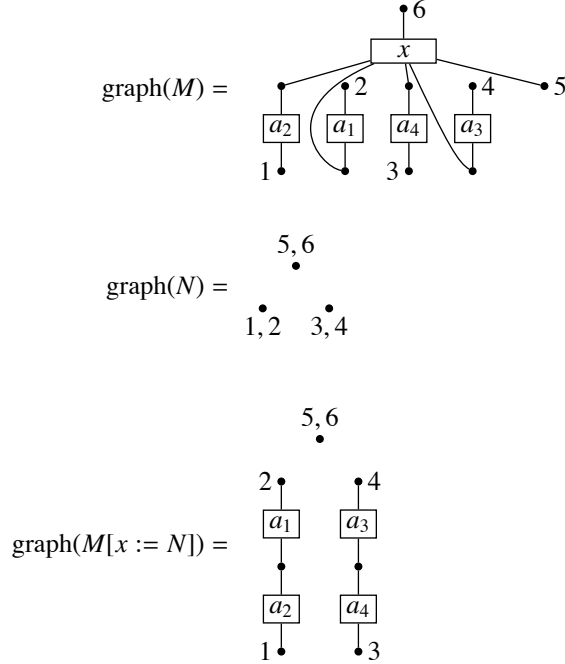 6
x
graph(M) =
2 4 5
a₂ a₁ a₄ a₃
1 3
5, 6
graph(N) =
1, 2 3, 4
5, 6
2 4
a₁ a₃
graph(M[x := N]) =
a₂ a₄
1 3